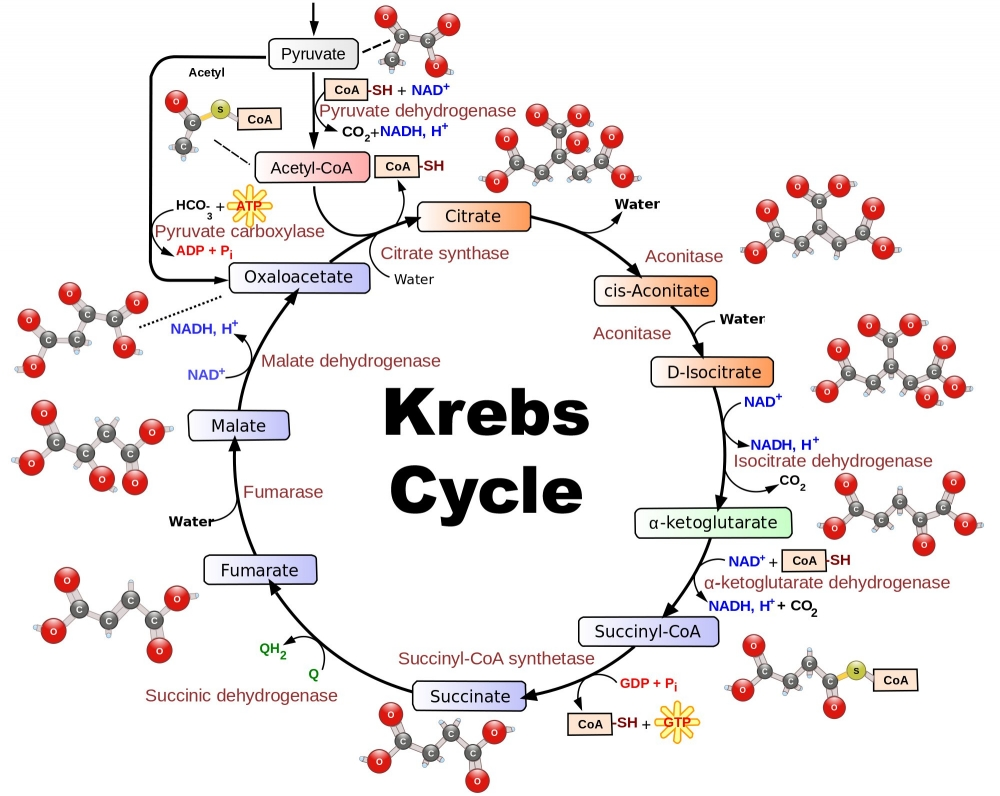 Pyruvate
Acetyl
CoA-SH + NAD+
Pyruvate dehydrogenase
CO2+NADH, H+
S CoA
Acetyl-CoA
CoA-SH
HCO3- + ATP
Pyruvate carboxylase
ADP + Pi
Oxaloacetate
Citrate
Citrate synthase
Water
Water
Aconitase
cis-Aconitate
Aconitase
Water
D-Isocitrate
NAD+
NADH, H+
Isocitrate dehydrogenase
CO2
α-ketoglutarate
NAD+ + CoA-SH
α-ketoglutarate dehydrogenase
NADH, H+ + CO2
Succinyl-CoA
S CoA
Succinyl-CoA synthetase
GDP + Pi
CoA-SH + GTP
Succinate
Succinic dehydrogenase
Q
QH2
Fumarate
Water
Fumarase
Malate
Malate dehydrogenase
NAD+
NADH, H+
Krebs
Cycle